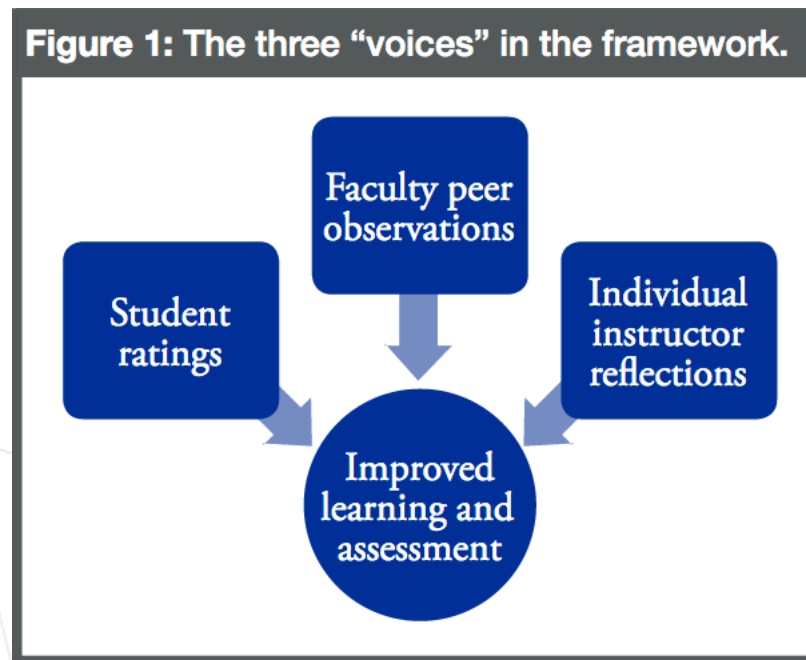 Figure 1: The three “voices” in the framework.
Faculty peer
observations
Student
ratings
Individual
instructor
reflections
Improved
learning and
assessment